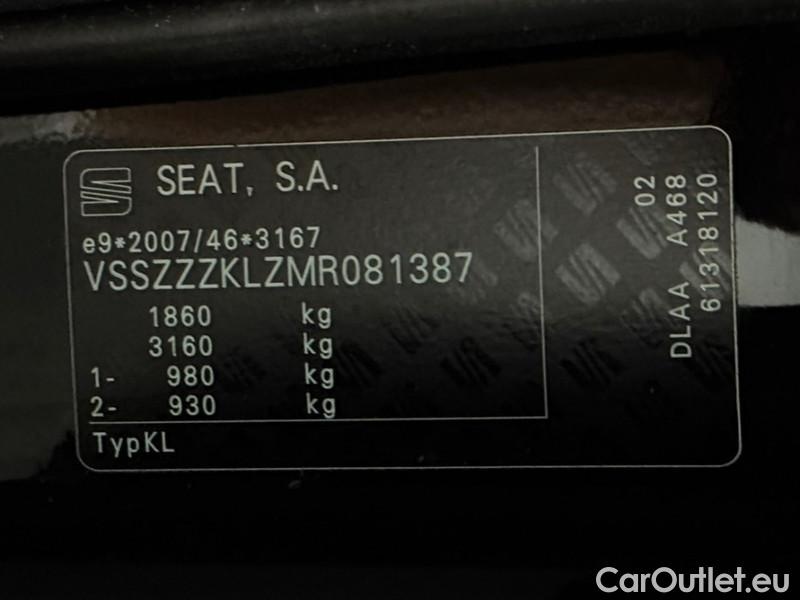 SEAT, S.A.
e9*2007/46*3167
VSSZZZKLZMR081387
1860 kg
3160 kg
1- 980 kg
2- 930 kg
TypKL
02
DLAA A468
61318120
CarOutlet.eu